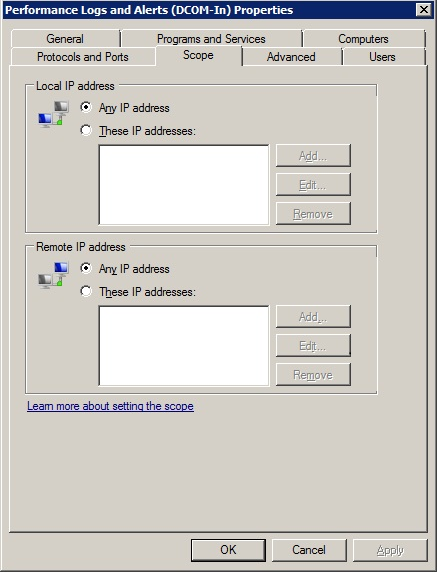 Performance Logs and Alerts (DCOM-In) Properties
General Programs and Services Computers
Protocols and Ports Scope Advanced Users
Local IP address
Any IP address
These IP addresses:
Add...
Edit...
Remove
Remote IP address
Any IP address
These IP addresses:
Add...
Edit...
Remove
Learn more about setting the scope
OK Cancel Apply